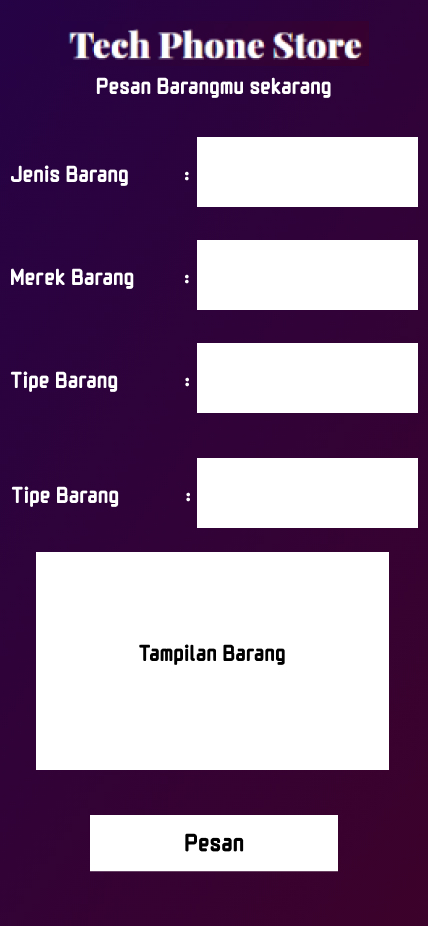 Tech Phone Store
Pesan Barangmu sekarang
Jenis Barang :
Merek Barang :
Tipe Barang :
Tipe Barang :
Tampilan Barang
Pesan